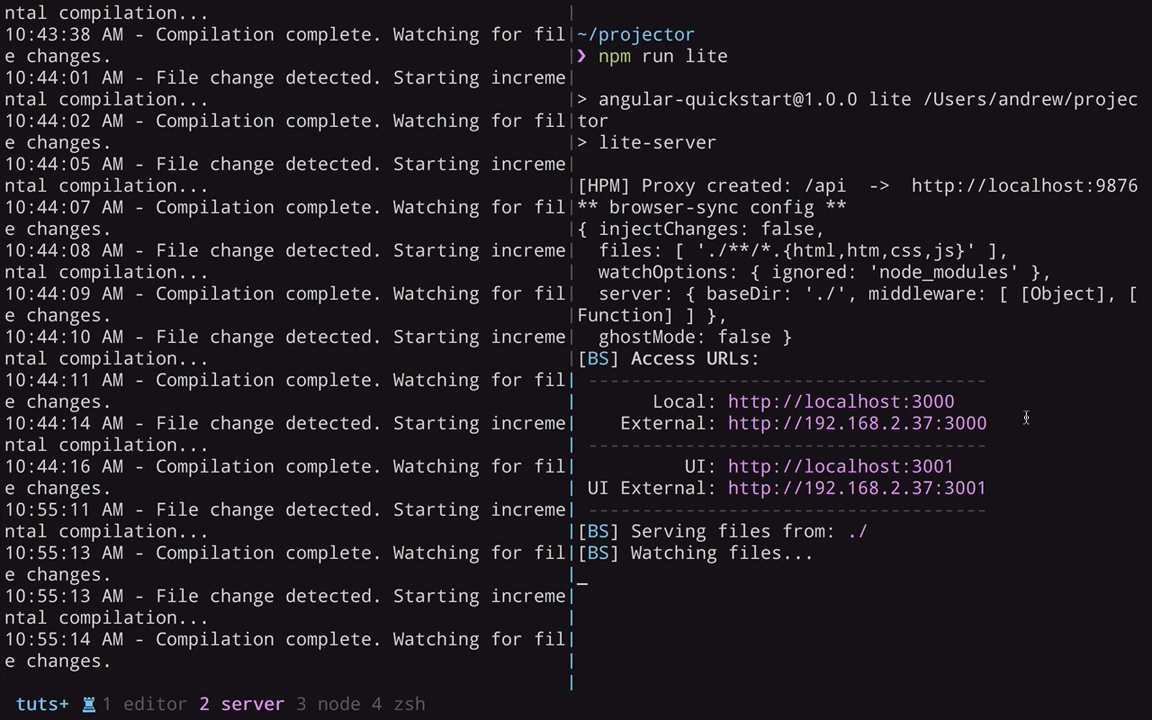 ntal compilation...
10:43:38 AM - Compilation complete. Watching for fil
e changes.
10:44:01 AM - File change detected. Starting increme
ntal compilation...
10:44:02 AM - Compilation complete. Watching for fil
e changes.
10:44:05 AM - File change detected. Starting increme
ntal compilation...
10:44:07 AM - Compilation complete. Watching for fil
e changes.
10:44:08 AM - File change detected. Starting increme
ntal compilation...
10:44:09 AM - Compilation complete. Watching for fil
e changes.
10:44:10 AM - File change detected. Starting increme
ntal compilation...
10:44:11 AM - Compilation complete. Watching for fil
e changes.
10:44:14 AM - File change detected. Starting increme
ntal compilation...
10:44:16 AM - Compilation complete. Watching for fil
e changes.
10:55:11 AM - File change detected. Starting increme
ntal compilation...
10:55:13 AM - Compilation complete. Watching for fil
e changes.
10:55:13 AM - File change detected. Starting increme
ntal compilation...
10:55:14 AM - Compilation complete. Watching for fil
e changes.
~/projector
❯ npm run lite
> angular-quickstart@1.0.0 lite /Users/andrew/projec
tor
> lite-server
[HPM] Proxy created: /api  ->  http://localhost:9876
** browser-sync config **
{ injectChanges: false,
  files: [ './**/*.{html,htm,css,js}' ],
  watchOptions: { ignored: 'node_modules' },
  server: { baseDir: './', middleware: [ [Object], [
Function] ] },
  ghostMode: false }
[BS] Access URLs:
-------------------------------------
Local: http://localhost:3000
External: http://192.168.2.37:3000
-------------------------------------
UI: http://localhost:3001
UI External: http://192.168.2.37:3001
-------------------------------------
[BS] Serving files from: ./
[BS] Watching files...
_
tuts+ ♜ 1 editor 2 server 3 node 4 zsh